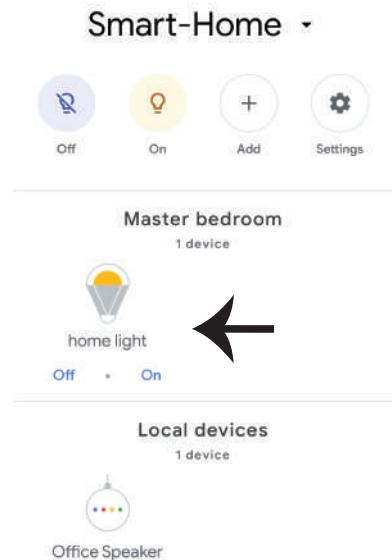 Smart-Home
Off On Add Settings
Master bedroom
1 device
home light
Off • On
Local devices
1 device
Office Speaker